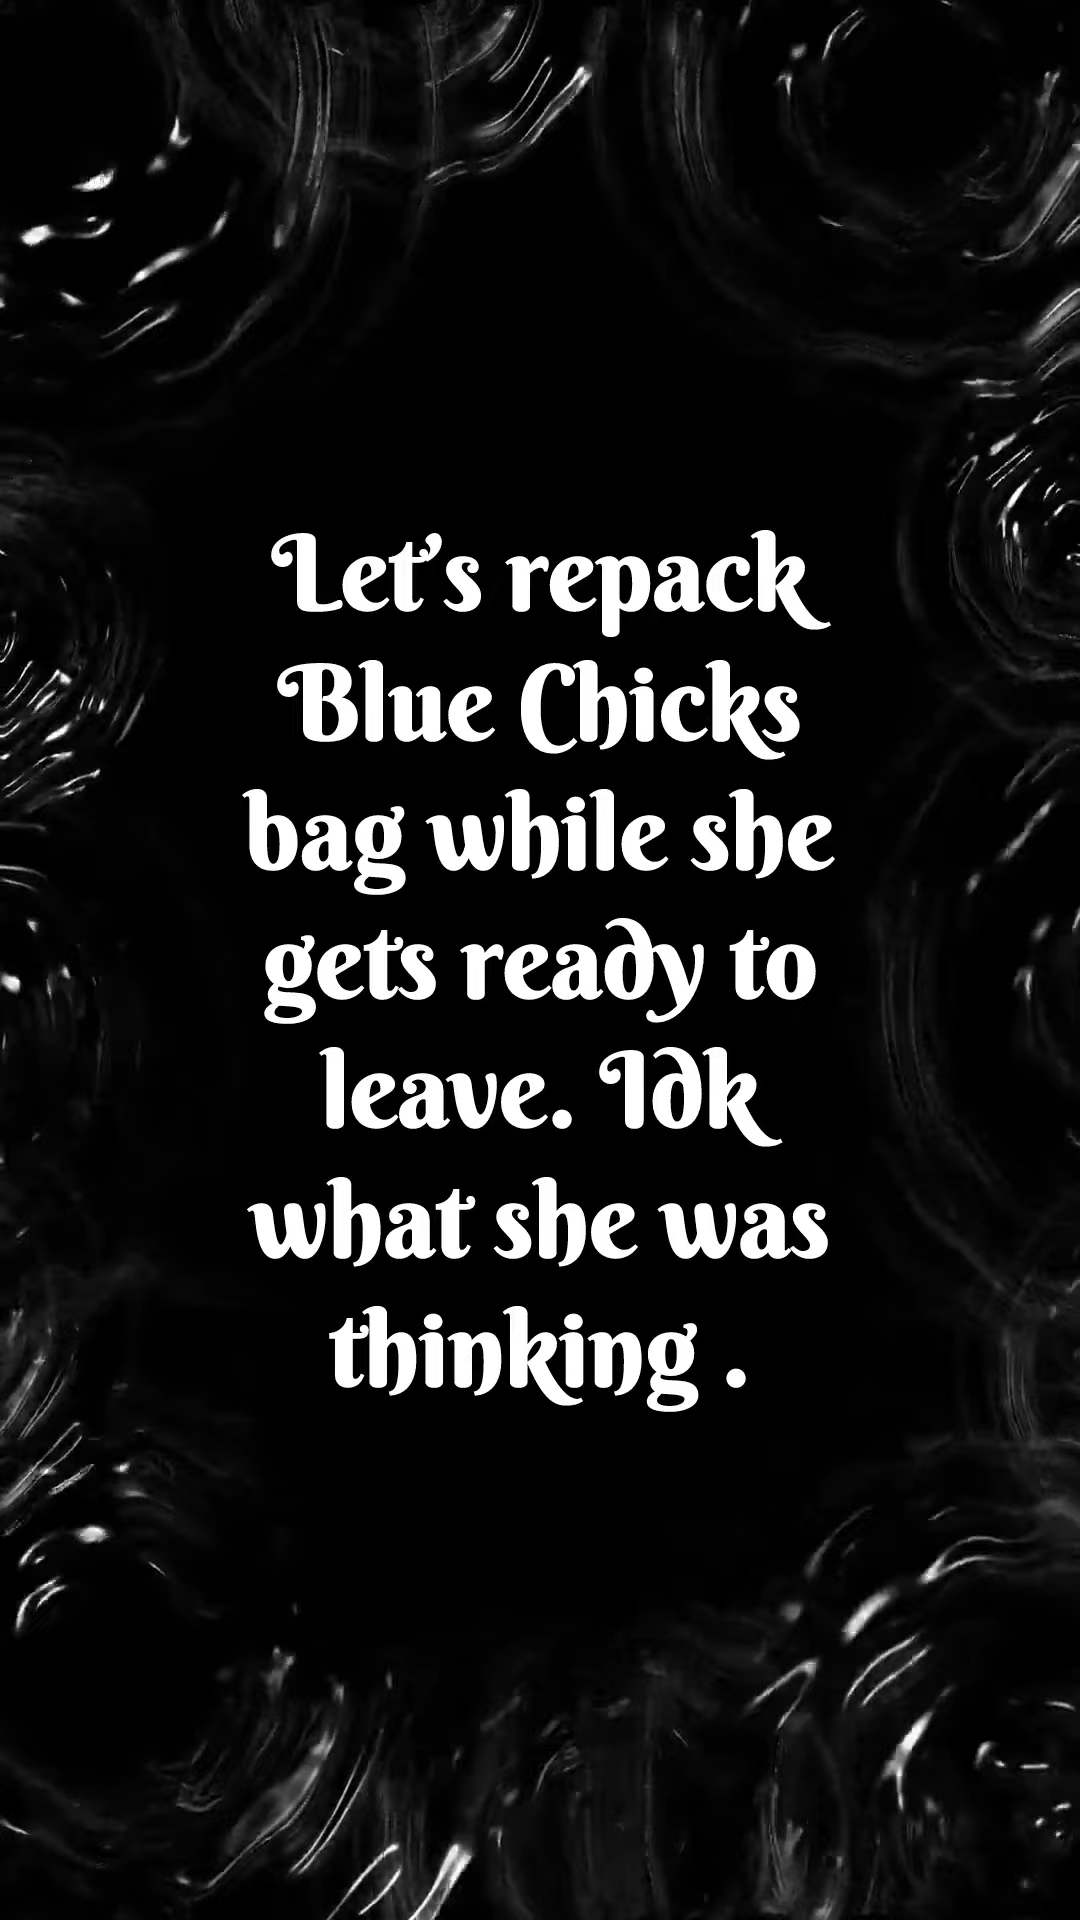 Let's repack
Blue Chicks
bag while she
gets ready to
leave. Idk
what she was
thinking .